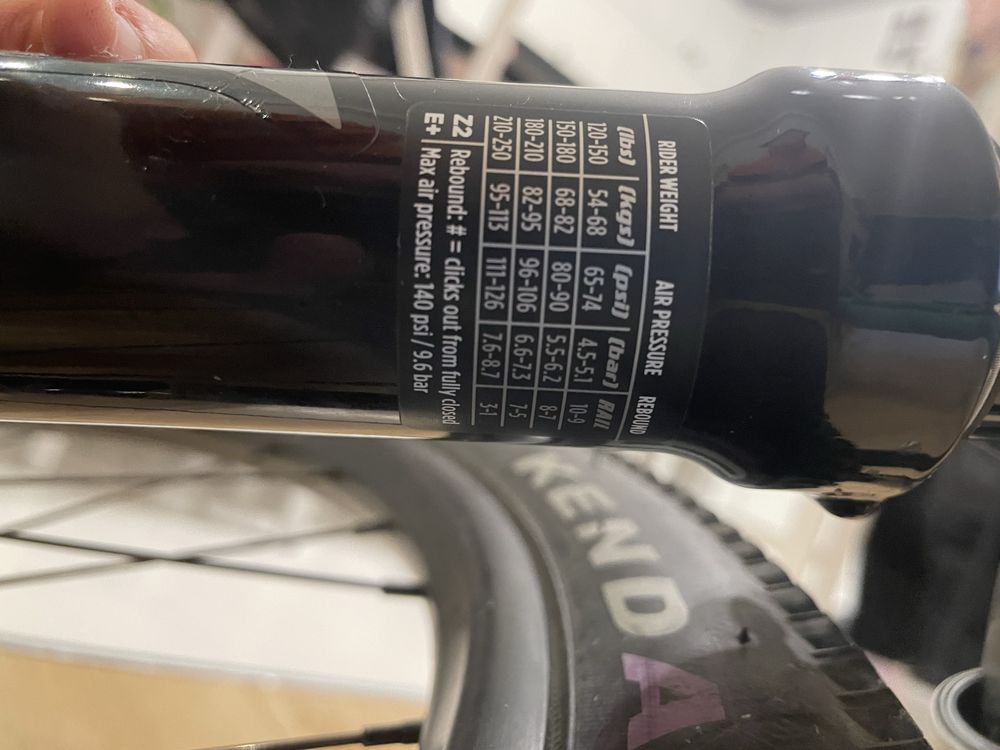 RIDER WEIGHT AIR PRESSURE REBOUND
(lbs) (kgs) (psi) (bar) RAIL
120-150 54-68 65-74 4.5-5.1 10-9
150-180 68-82 80-90 5.5-6.2 8-7
180-210 82-95 96-106 6.6-7.3 7-5
210-250 95-113 111-126 7.6-8.7 3-1
Z2 Rebound: # = clicks out from fully closed
E+ Max air pressure: 140 psi / 9.6 bar
KENDA